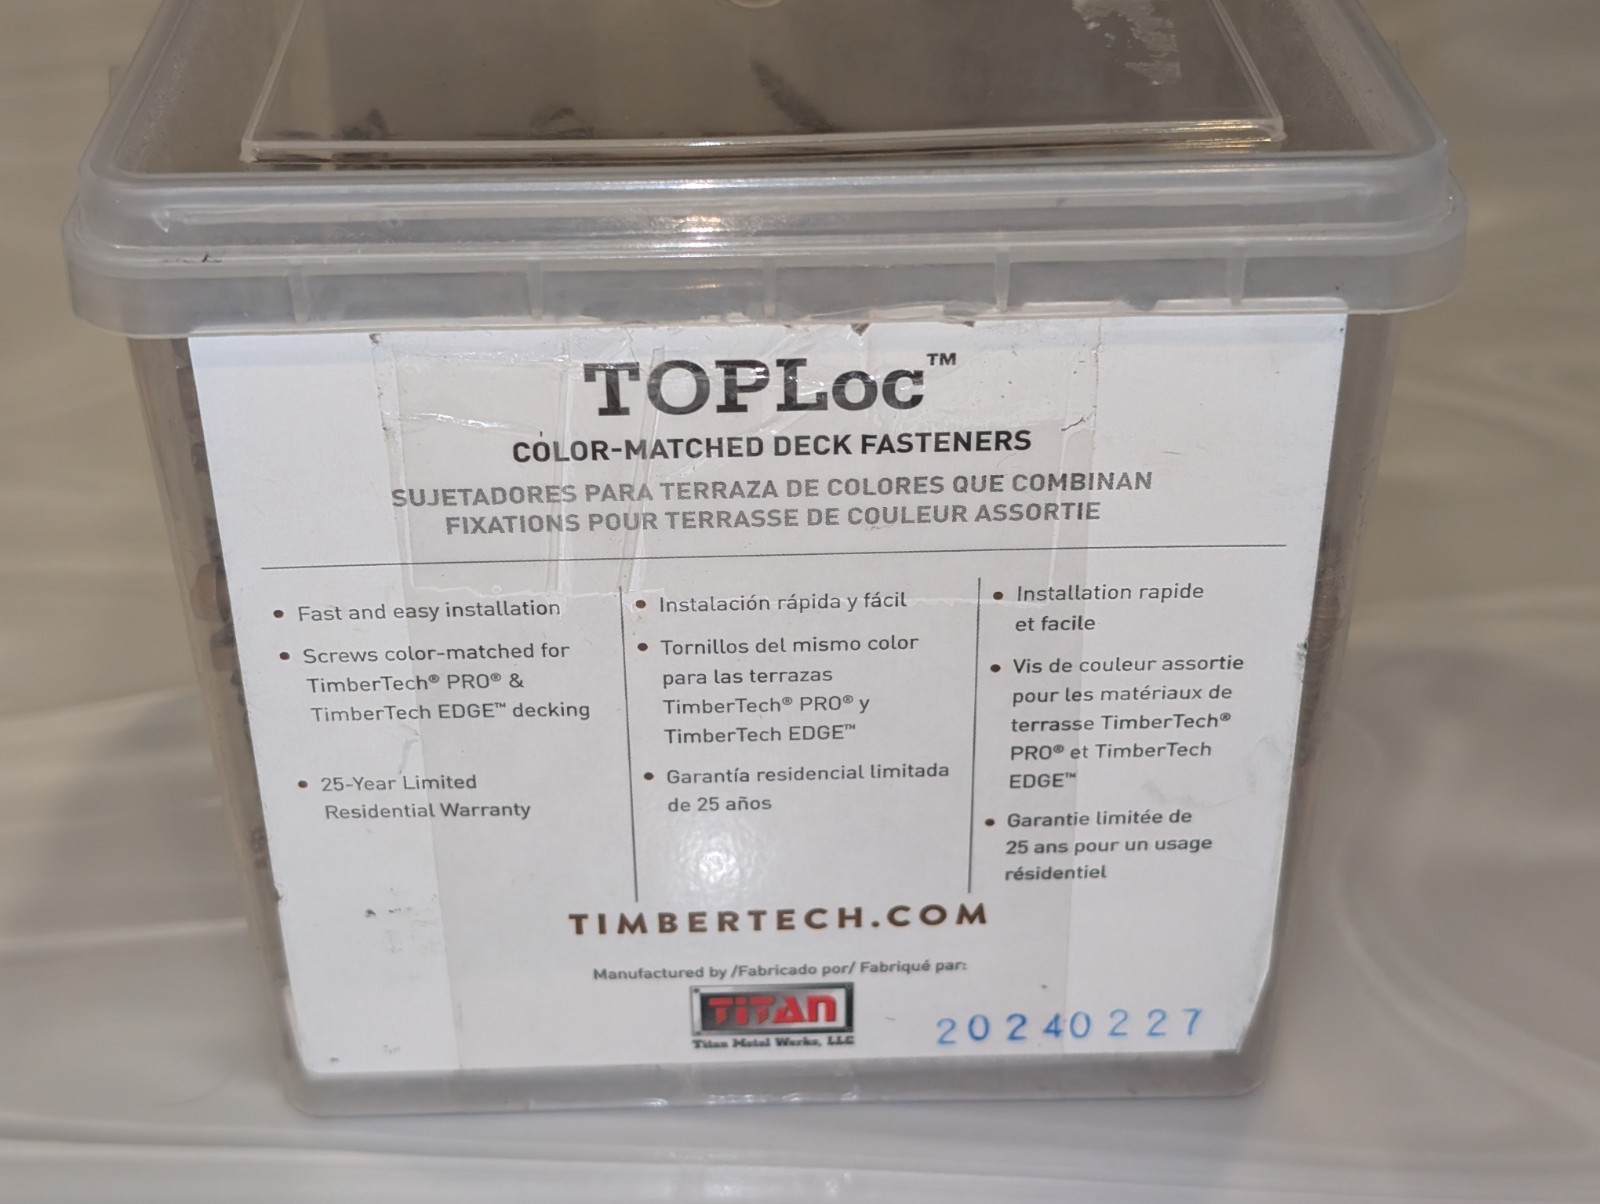 TOPLoc™
COLOR-MATCHED DECK FASTENERS
SUJETADORES PARA TERRAZA DE COLORES QUE COMBINAN
FIXATIONS POUR TERRASSE DE COULEUR ASSORTIE
• Fast and easy installation
• Screws color-matched for
TimberTech® PRO® &
TimberTech EDGE™ decking
• 25-Year Limited
Residential Warranty
• Instalación rápida y fácil
• Tornillos del mismo color
para las terrazas
TimberTech® PRO® y
TimberTech EDGE™
• Garantía residencial limitada
de 25 años
• Installation rapide
et facile
• Vis de couleur assortie
pour les matériaux de
terrasse TimberTech®
PRO® et TimberTech
EDGE™
• Garantie limitée de
25 ans pour un usage
résidentiel
TIMBERTECH.COM
Manufactured by /Fabricado por/ Fabriqué par:
TITAN
Titan Metal Werks, LLC
20240227